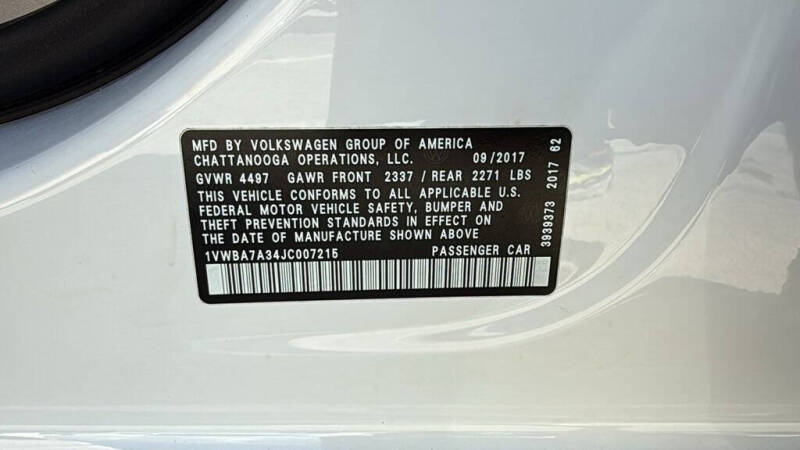 MFD BY VOLKSWAGEN GROUP OF AMERICA
CHATTANOOGA OPERATIONS, LLC. 09/2017
GVWR 4497 GAWR FRONT 2337 / REAR 2271 LBS
THIS VEHICLE CONFORMS TO ALL APPLICABLE U.S.
FEDERAL MOTOR VEHICLE SAFETY, BUMPER AND
THEFT PREVENTION STANDARDS IN EFFECT ON
THE DATE OF MANUFACTURE SHOWN ABOVE
1VWBA7A34JC007215 PASSENGER CAR
3939373 2017 62